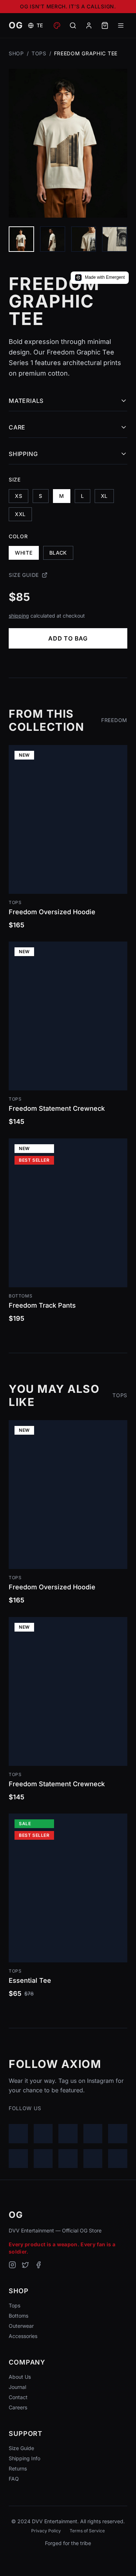 OG ISN'T MERCH. IT'S A CALLSIGN.
OG TE
SHOP / TOPS / FREEDOM GRAPHIC TEE
Made with Emergent
FREEDOM
GRAPHIC
TEE
Bold expression through minimal
design. Our Freedom Graphic Tee
Series 1 features exclusive artwork and
premium cotton.
MATERIALS
CARE
SHIPPING
SIZE
XS S M L XL
XXL
COLOR
WHITE BLACK
SIZE GUIDE
$85
shipping calculated at checkout
ADD TO BAG
FROM THIS
COLLECTION
FREEDOM
NEW
TOPS
Freedom Oversized Hoodie
$165
NEW
TOPS
Freedom Statement Crewneck
$145
NEW
BEST SELLER
BOTTOMS
Freedom Track Pants
$195
YOU MAY ALSO
LIKE
TOPS
NEW
TOPS
Freedom Oversized Hoodie
$165
NEW
TOPS
Freedom Statement Crewneck
$145
SALE
BEST SELLER
TOPS
Essential Tee
$65
FOLLOW AXIOM
Wear it your way. Tag us on Instagram for
your chance to be featured.
FOLLOW US
OG
DVV Entertainment — Official OG Store
Every product is a weapon. Every fan is a
SHOP
Tops
Bottoms
Outerwear
Accessories
COMPANY
About Us
Journal
Contact
Careers
SUPPORT
Size Guide
Shipping Info
Returns
FAQ
© 2024 DVV Entertainment. All rights reserved.
Privacy Policy Terms of Service
Forged for the tribe